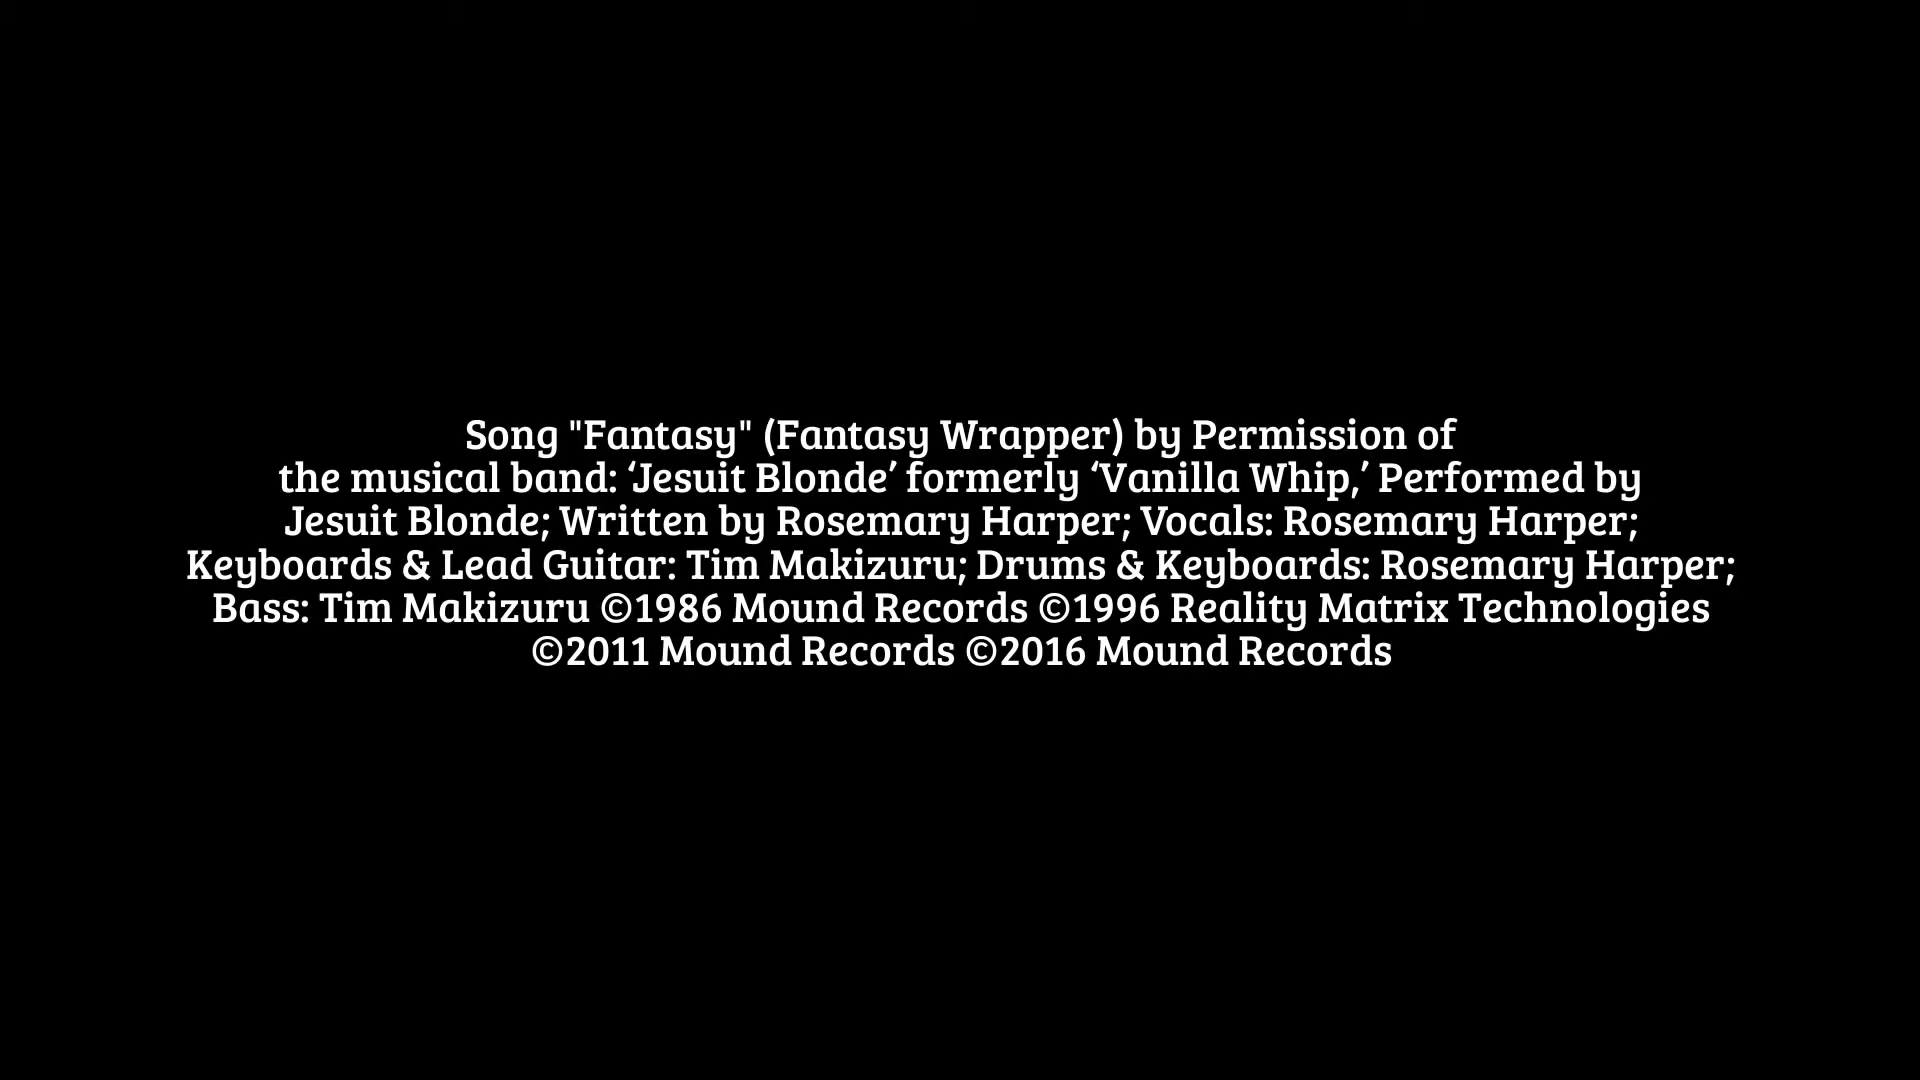 Song "Fantasy" (Fantasy Wrapper) by Permission of
the musical band: ‘Jesuit Blonde’ formerly ‘Vanilla Whip,’ Performed by
Jesuit Blonde; Written by Rosemary Harper; Vocals: Rosemary Harper;
Keyboards & Lead Guitar: Tim Makizuru; Drums & Keyboards: Rosemary Harper;
Bass: Tim Makizuru ©1986 Mound Records ©1996 Reality Matrix Technologies
©2011 Mound Records ©2016 Mound Records